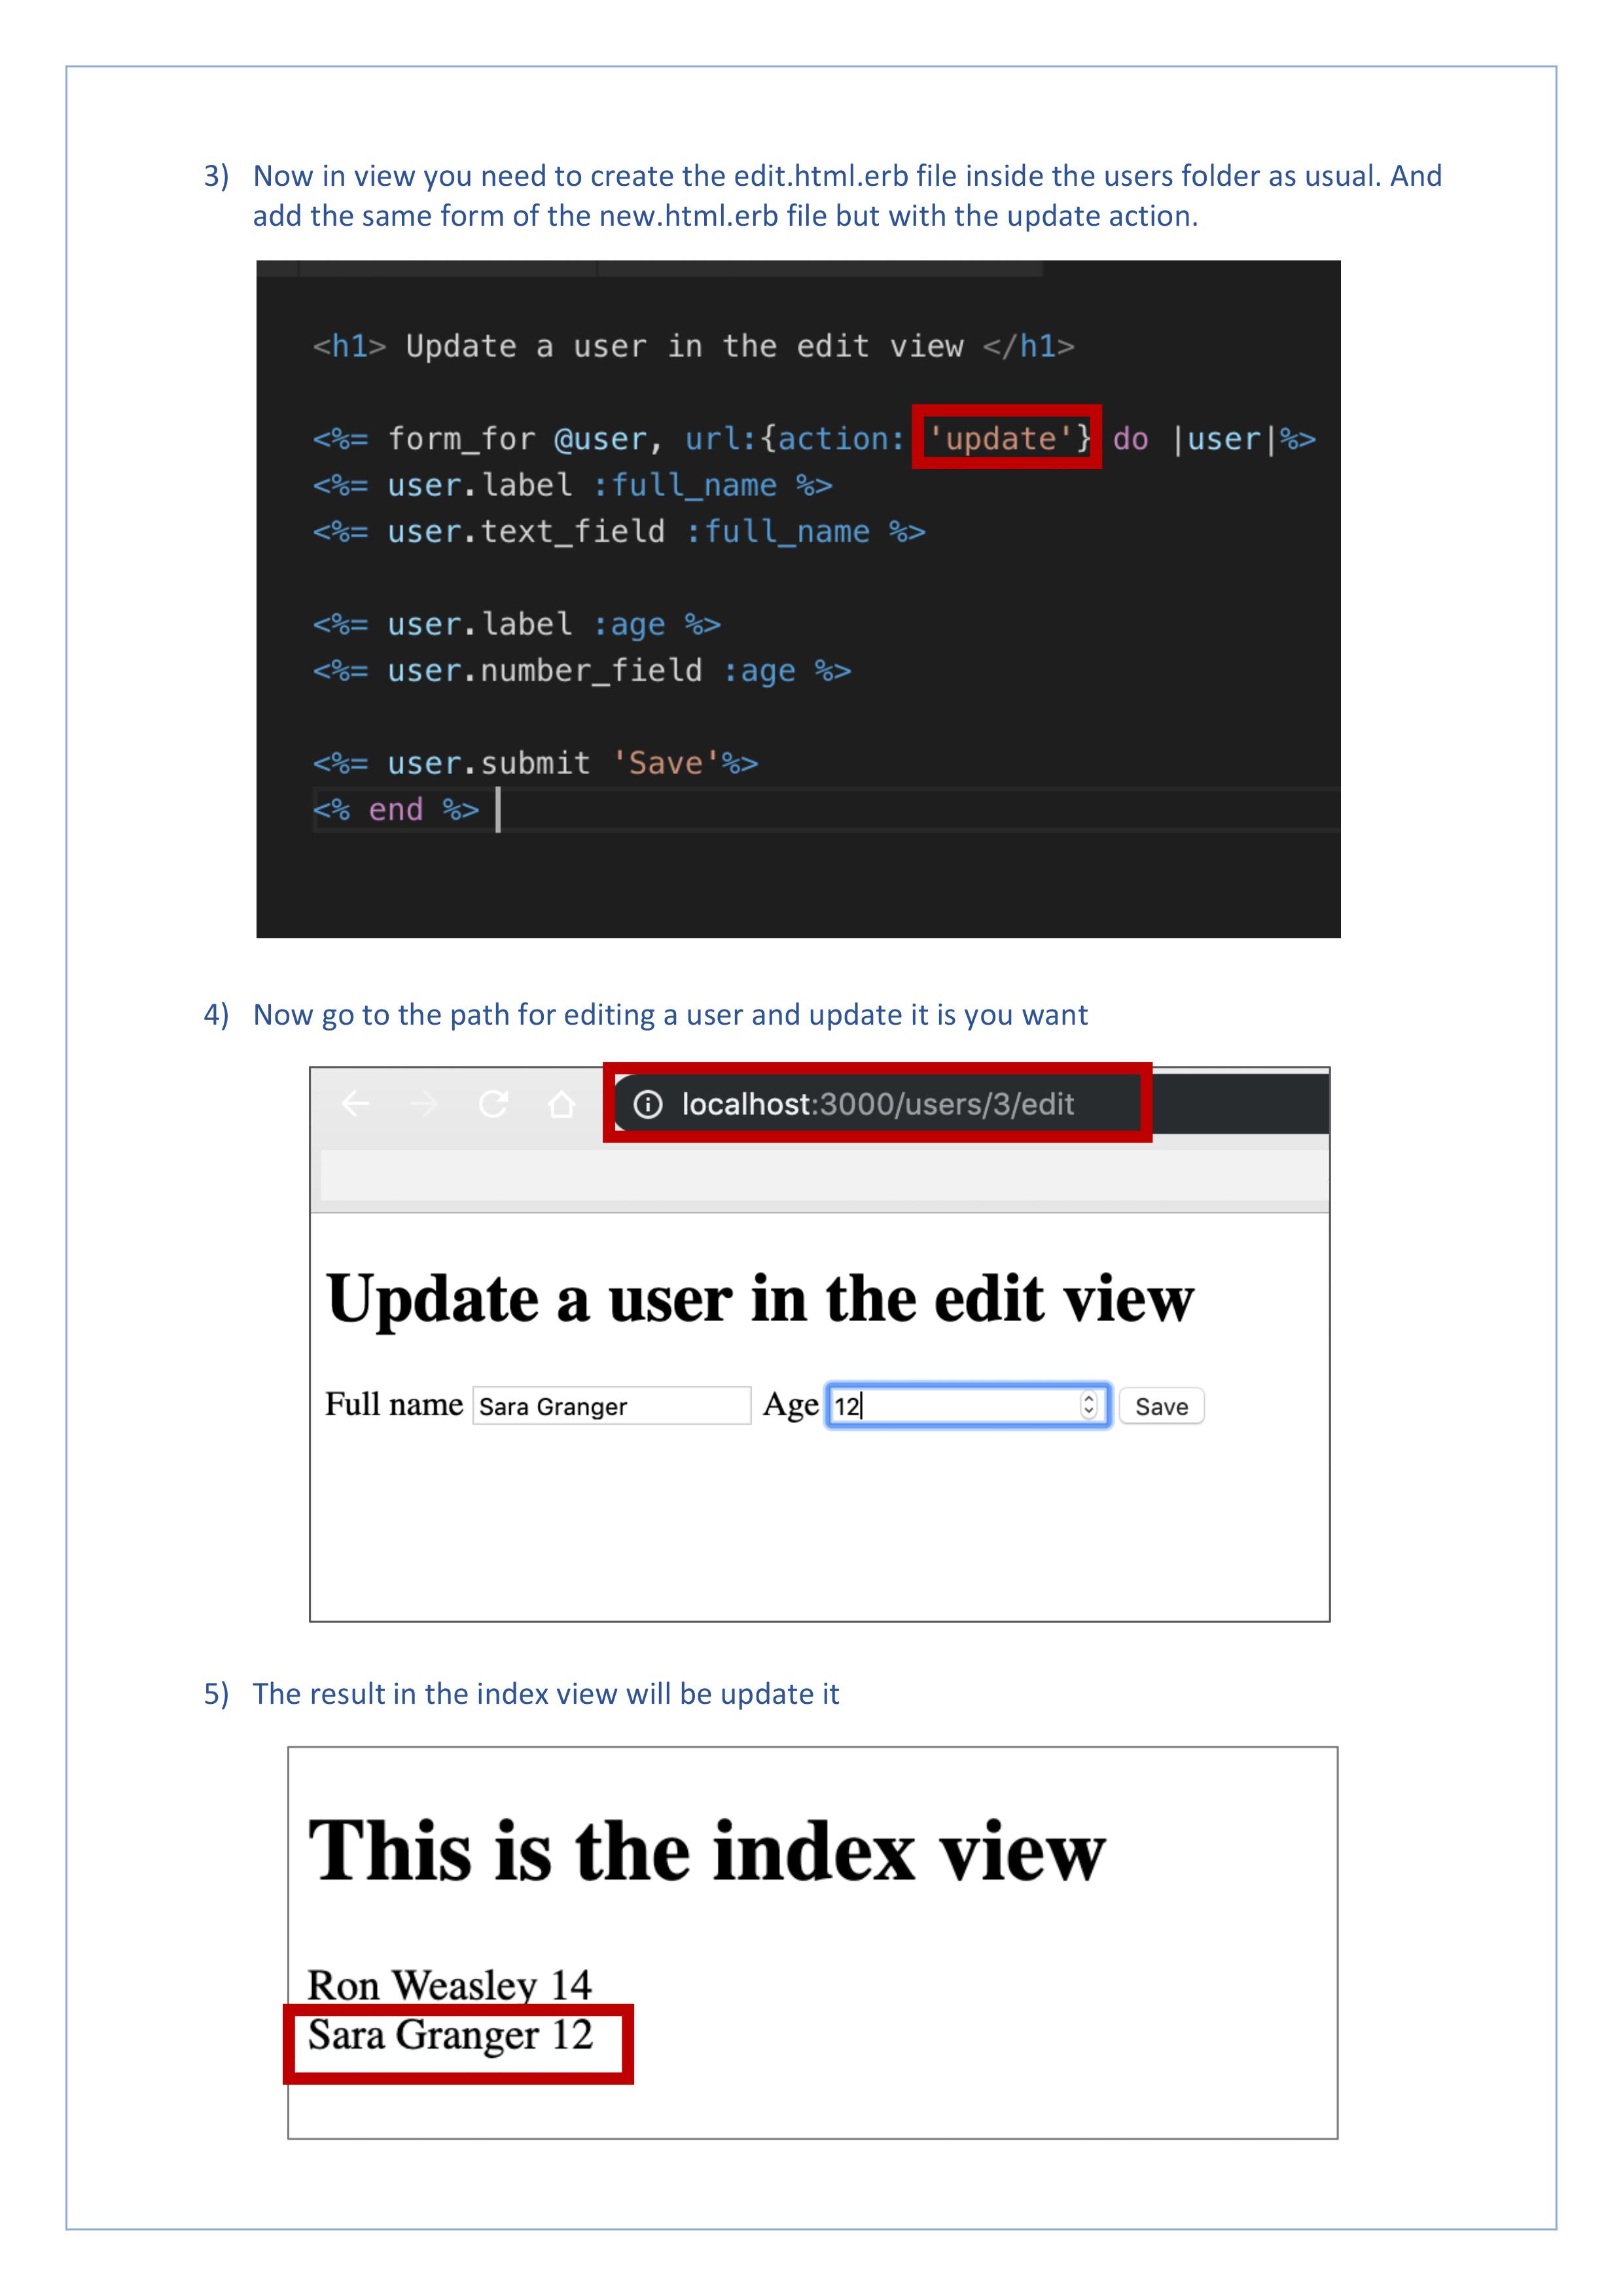 3) Now in view you need to create the edit.html.erb file inside the users folder as usual. And
add the same form of the new.html.erb file but with the update action.
<h1> Update a user in the edit view </h1>
<%= form_for @user, url:{action: 'update'} do |user|%>
<%= user.label :full_name %>
<%= user.text_field :full_name %>
<%= user.label :age %>
<%= user.number_field :age %>
<%= user.submit 'Save'%>
<% end %>
4) Now go to the path for editing a user and update it is you want
localhost:3000/users/3/edit
Update a user in the edit view
Full name Sara Granger Age 12 Save
5) The result in the index view will be update it
This is the index view
Ron Weasley 14
Sara Granger 12